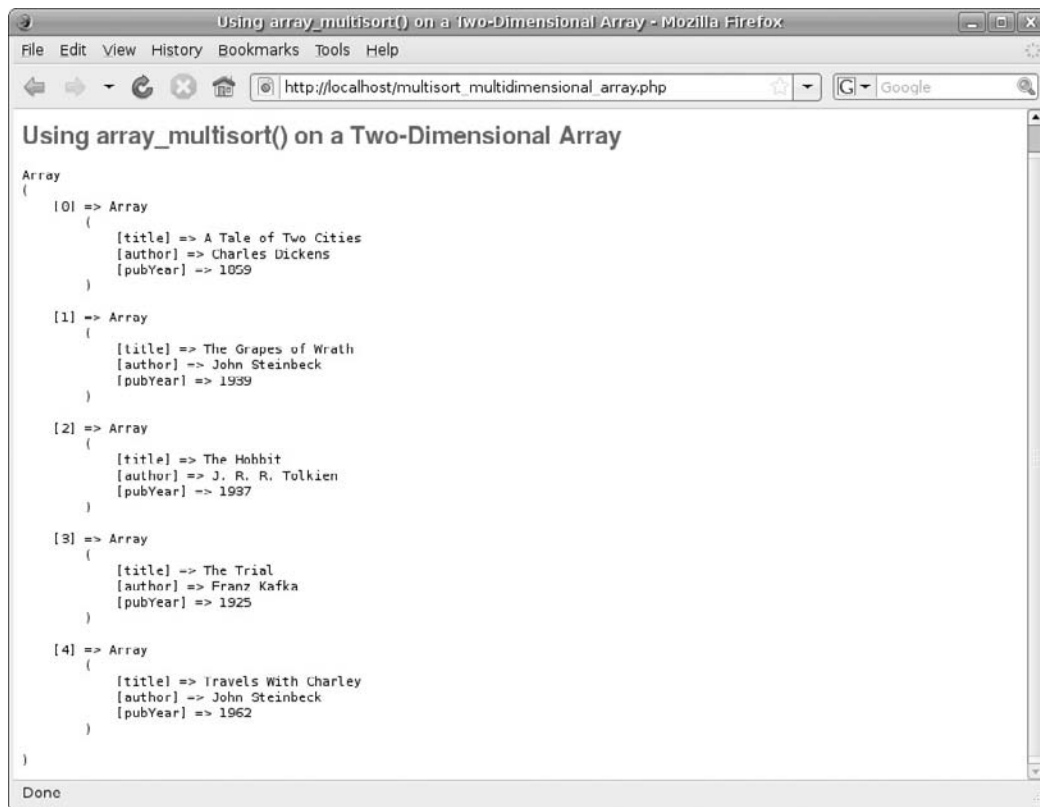 Using array_multisort() on a Two-Dimensional Array - Mozilla Firefox
File Edit View History Bookmarks Tools Help
http://localhost/multisort_multidimensional_array.php
G Google
Using array_multisort() on a Two-Dimensional Array
Array
(
    [0] => Array
        (
            [title] => A Tale of Two Cities
            [author] => Charles Dickens
            [pubYear] => 1859
        )
    [1] => Array
        (
            [title] => The Grapes of Wrath
            [author] => John Steinbeck
            [pubYear] => 1939
        )
    [2] => Array
        (
            [title] => The Hobbit
            [author] => J. R. R. Tolkien
            [pubYear] => 1937
        )
    [3] => Array
        (
            [title] => The Trial
            [author] => Franz Kafka
            [pubYear] => 1925
        )
    [4] => Array
        (
            [title] => Travels With Charley
            [author] => John Steinbeck
            [pubYear] => 1962
        )
)
Done